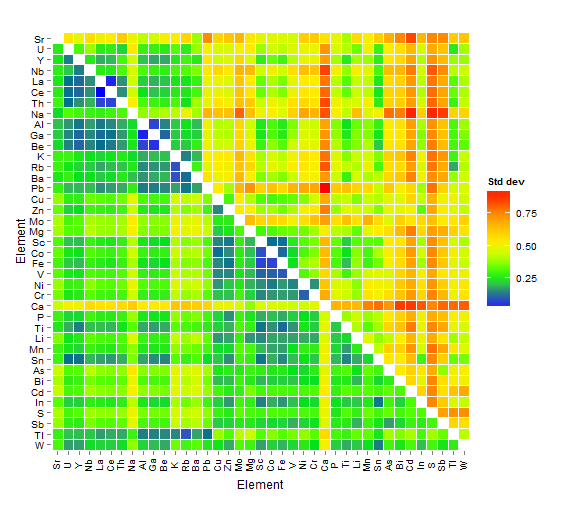 Sr
U
Y
Nb
La
Ce
Th
Na
Al
Ga
Be
K
Rb
Ba
Pb
Cu
Zn
Mo
Mg
Sc
Co
Fe
V
Ni
Cr
Ca
P
Ti
Li
Mn
Sn
As
Bi
Cd
In
S
Sb
Tl
W
Element
Sr U Y Nb La Ce Th Na Al Ga Be K Rb Ba Pb Cu Zn Mo Mg Sc Co Fe V Ni Cr Ca P Ti Li Mn Sn As Bi Cd In S Sb Tl W
Element
Std dev
0.75
0.50
0.25